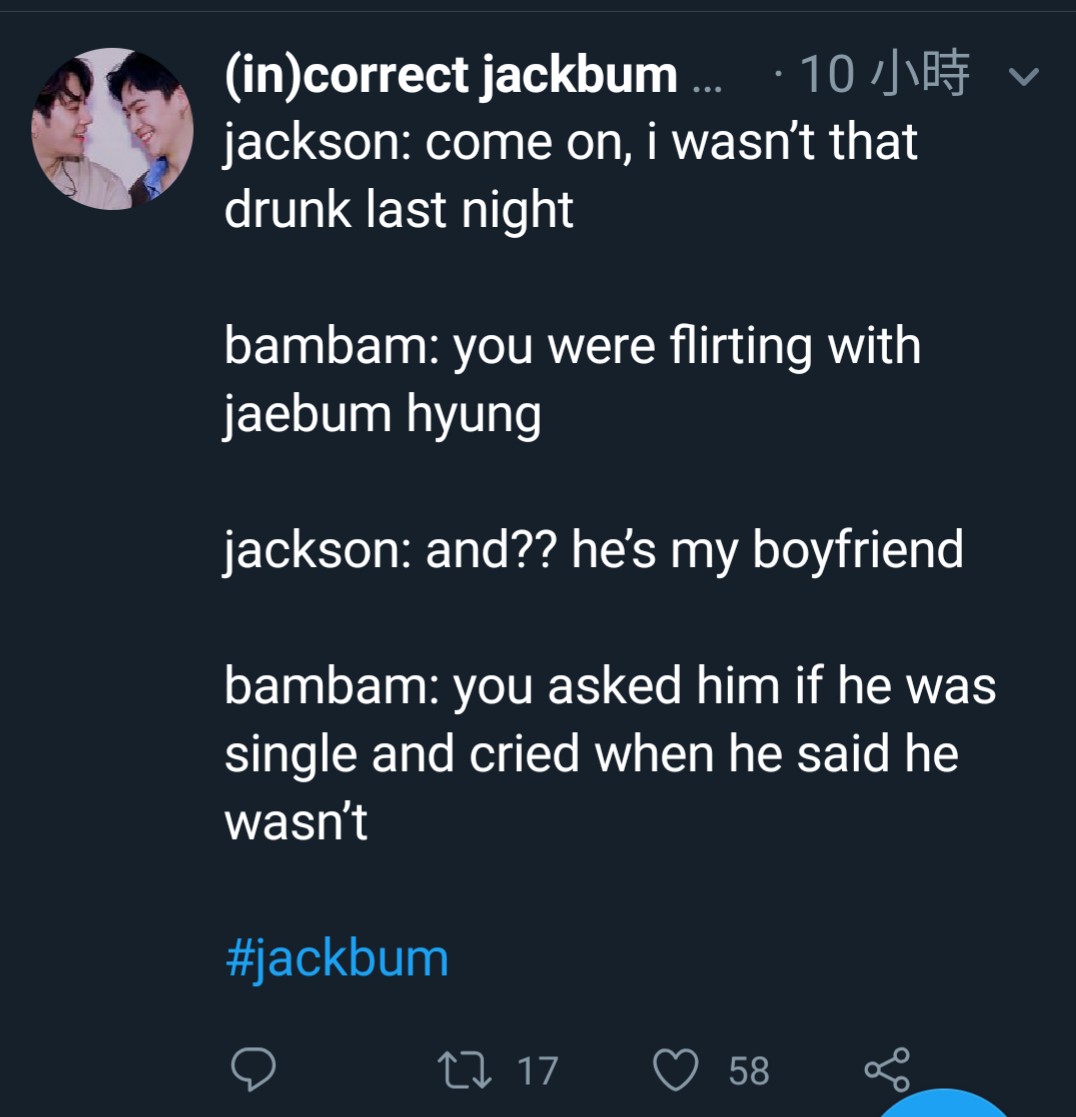 (in)correct jackbum ... · 10 小時
jackson: come on, i wasn’t that
drunk last night
bambam: you were flirting with
jaebum hyung
jackson: and?? he’s my boyfriend
bambam: you asked him if he was
single and cried when he said he
wasn’t
#jackbum
17 58